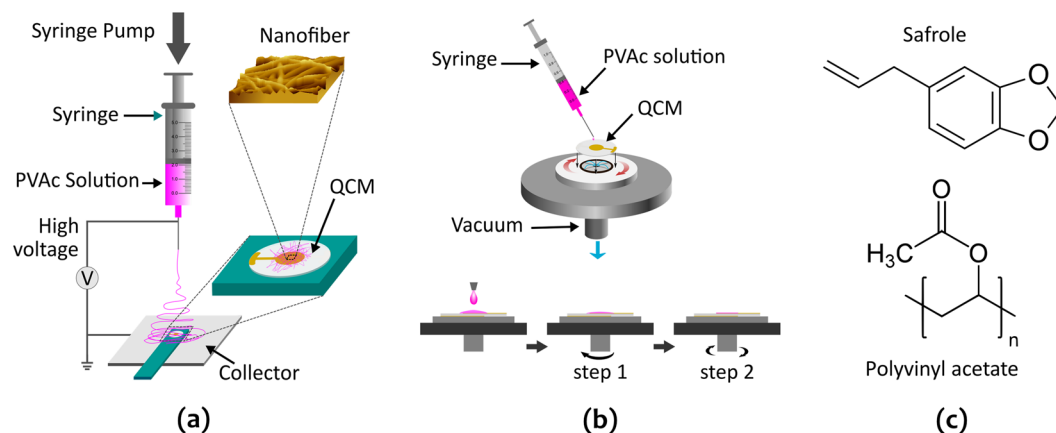 Syringe Pump
Nanofiber
Syringe
PVAc Solution
QCM
High
voltage
V
Collector
(a)
Syringe
PVAc solution
QCM
Vacuum
step 1
step 2
(b)
Safrole
O
O
O
H₃C
O
n
Polyvinyl acetate
(c)